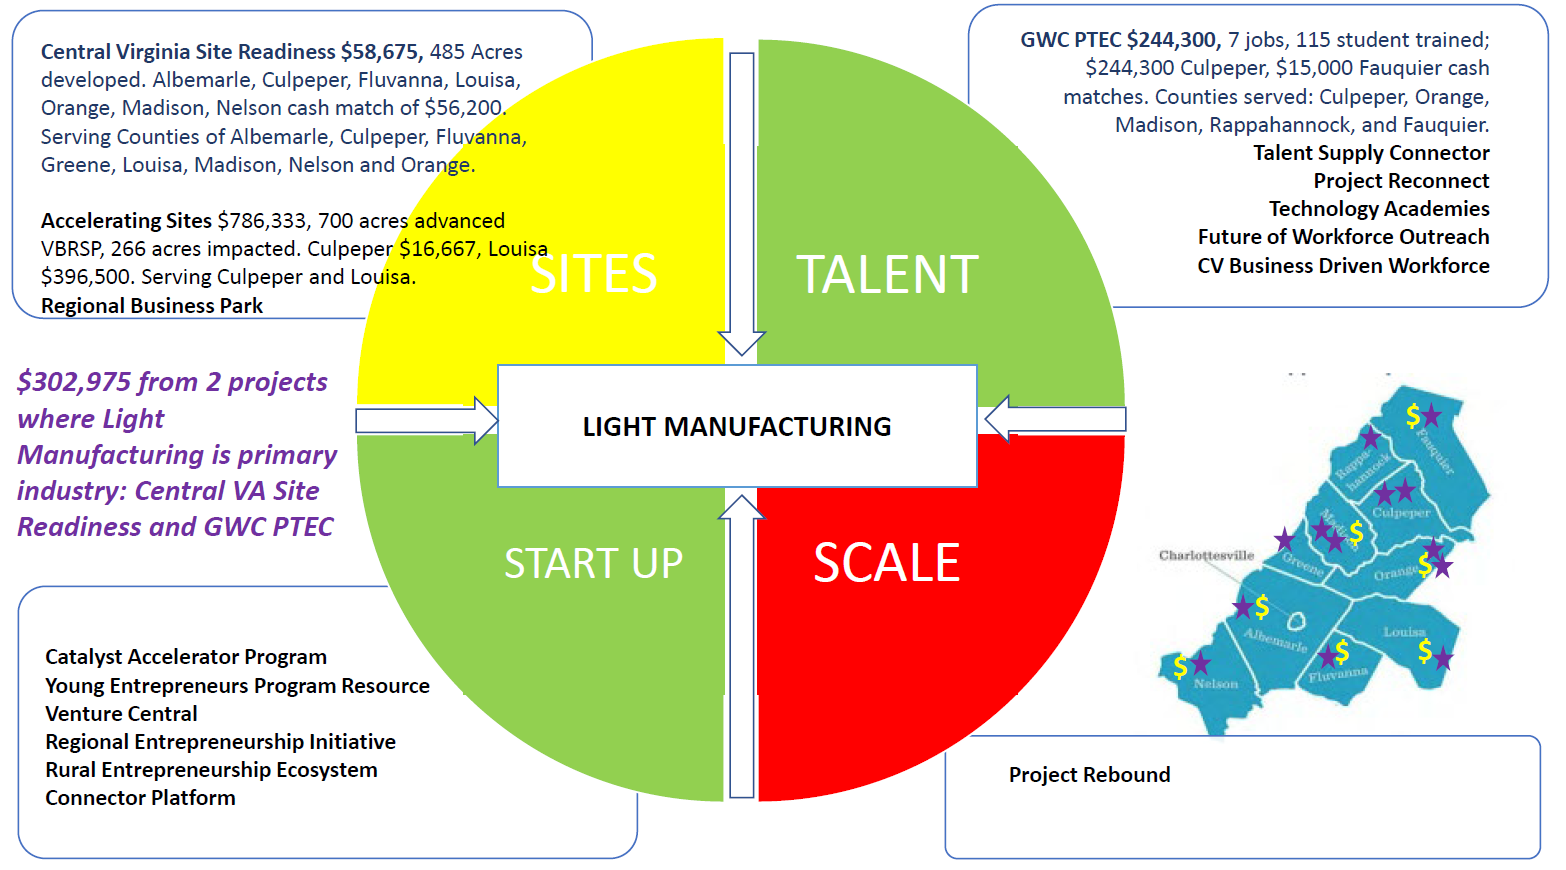 Central Virginia Site Readiness $58,675, 485 Acres
developed. Albemarle, Culpeper, Fluvanna, Louisa,
Orange, Madison, Nelson cash match of $56,200.
Serving Counties of Albemarle, Culpeper, Fluvanna,
Greene, Louisa, Madison, Nelson and Orange.
Accelerating Sites $786,333, 700 acres advanced
VBRSP, 266 acres impacted. Culpeper $16,667, Louisa
$396,500. Serving Culpeper and Louisa.
Regional Business Park
GWC PTEC $244,300, 7 jobs, 115 student trained;
$244,300 Culpeper, $15,000 Fauquier cash
matches. Counties served: Culpeper, Orange,
Madison, Rappahannock, and Fauquier.
Talent Supply Connector
Project Reconnect
Technology Academies
Future of Workforce Outreach
CV Business Driven Workforce
SITES
TALENT
LIGHT MANUFACTURING
START UP
SCALE
$302,975 from 2 projects
where Light
Manufacturing is primary
industry: Central VA Site
Readiness and GWC PTEC
$
Fauquier
Rappa-
hannock
Culpeper
Madison
$
Charlottesville
Greene
Orange
$
$
Albemarle
Louisa
$
$
Fluvanna
$
Nelson
Catalyst Accelerator Program
Young Entrepreneurs Program Resource
Venture Central
Regional Entrepreneurship Initiative
Rural Entrepreneurship Ecosystem
Connector Platform
Project Rebound